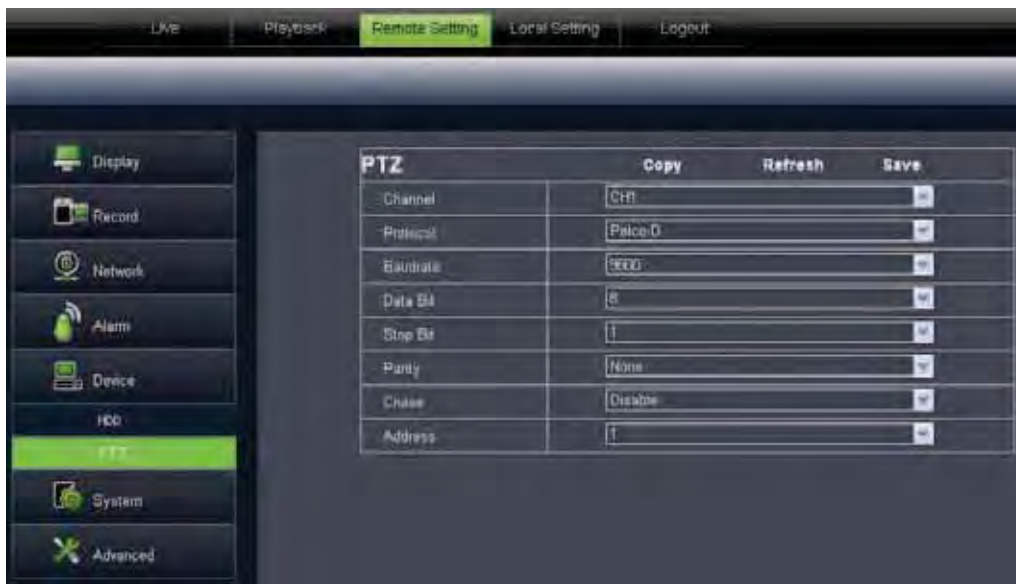 Live Playback Remote Setting Local Setting Logout
Display
Record
Network
Alarm
Device
HDD
PTZ
System
Advanced
PTZ Copy Refresh Save
Channel CH1
Protocol Pelco-D
Baudrate 9600
Data Bit 8
Stop Bit 1
Parity None
Cruise Disable
Address 1